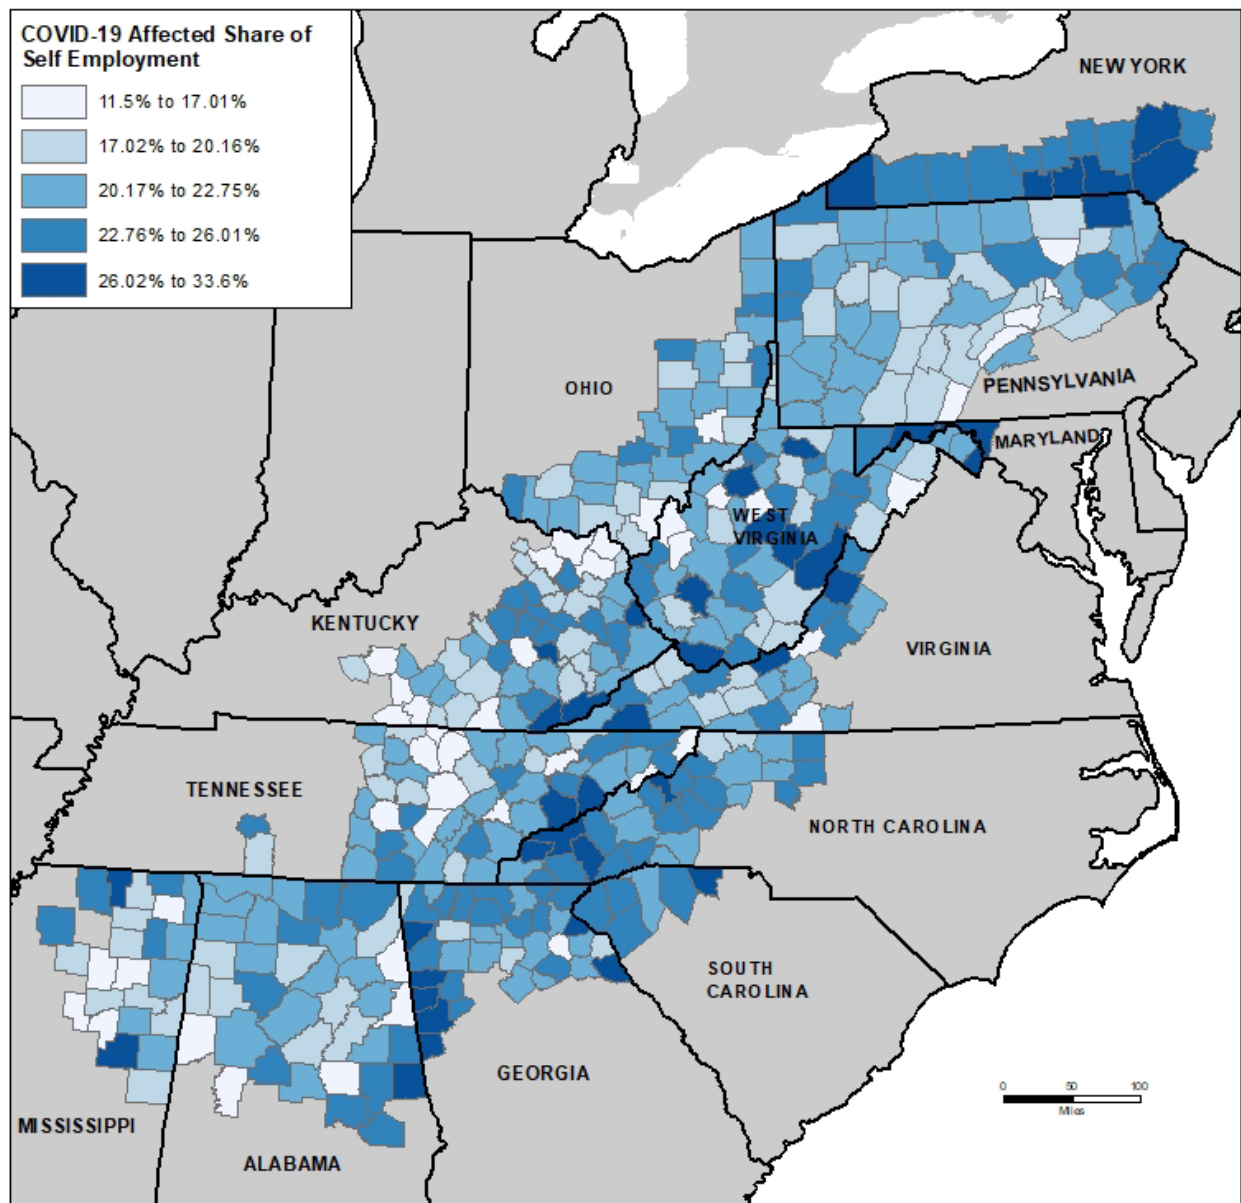 COVID-19 Affected Share of
Self Employment
11.5% to 17.01%
17.02% to 20.16%
20.17% to 22.75%
22.76% to 26.01%
26.02% to 33.6%
NEW YORK
OHIO
PENNSYLVANIA
MARYLAND
WEST
VIRGINIA
KENTUCKY
VIRGINIA
TENNESSEE
NORTH CAROLINA
SOUTH
CAROLINA
GEORGIA
0 50 100
Miles
MISSISSIPPI
ALABAMA